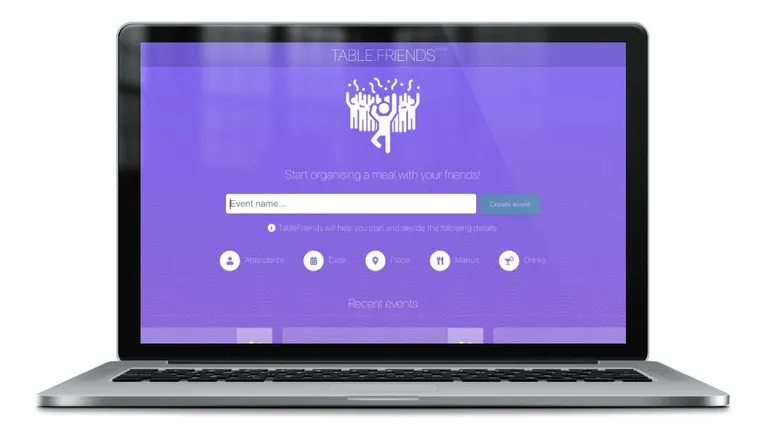 TABLE.FRIENDS BETA
Start organising a meal with your friends!
Event name...
Create event
TableFriends will help you plan and decide the following details:
Attendants
Date
Place
Menu/s
Drinks
Recent events